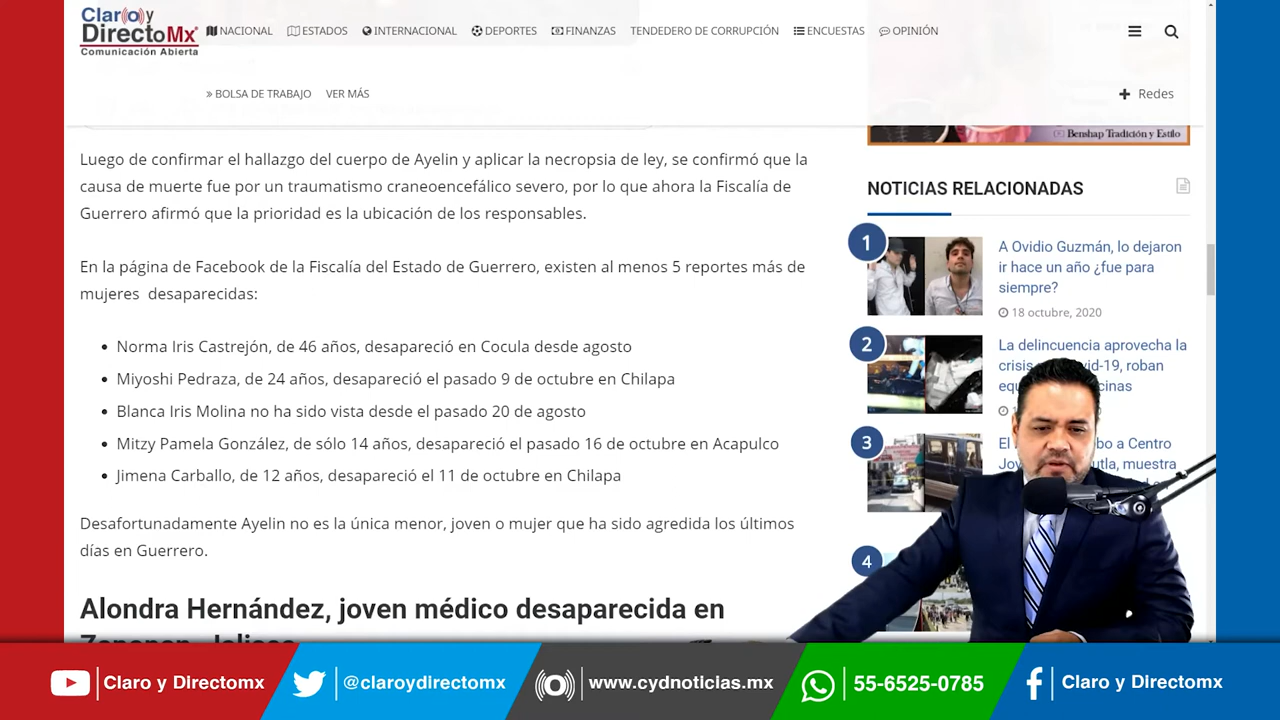 Claro y
DirectoMx
Comunicación Abierta
NACIONAL ESTADOS INTERNACIONAL DEPORTES FINANZAS TENDEDERO DE CORRUPCIÓN ENCUESTAS OPINIÓN
» BOLSA DE TRABAJO VER MÁS
+ Redes
Benshap Tradición y Estilo
Luego de confirmar el hallazgo del cuerpo de Ayelin y aplicar la necropsia de ley, se confirmó que la
causa de muerte fue por un traumatismo craneoencefálico severo, por lo que ahora la Fiscalía de
Guerrero afirmó que la prioridad es la ubicación de los responsables.
En la página de Facebook de la Fiscalía del Estado de Guerrero, existen al menos 5 reportes más de
mujeres desaparecidas:
• Norma Iris Castrejón, de 46 años, desapareció en Cocula desde agosto
• Miyoshi Pedraza, de 24 años, desapareció el pasado 9 de octubre en Chilapa
• Blanca Iris Molina no ha sido vista desde el pasado 20 de agosto
• Mitzy Pamela González, de sólo 14 años, desapareció el pasado 16 de octubre en Acapulco
• Jimena Carballo, de 12 años, desapareció el 11 de octubre en Chilapa
Desafortunadamente Ayelin no es la única menor, joven o mujer que ha sido agredida los últimos
días en Guerrero.
Alondra Hernández, joven médico desaparecida en
Zapopan, Jalisco
NOTICIAS RELACIONADAS
1
A Ovidio Guzmán, lo dejaron
ir hace un año ¿fue para
siempre?
18 octubre, 2020
2
La delincuencia aprovecha la
crisis vid-19, roban
equ cinas
3
El bo a Centro
Jov utla, muestra
4
Claro y Directomx
@claroydirectomx
www.cydnoticias.mx
55-6525-0785
Claro y Directomx